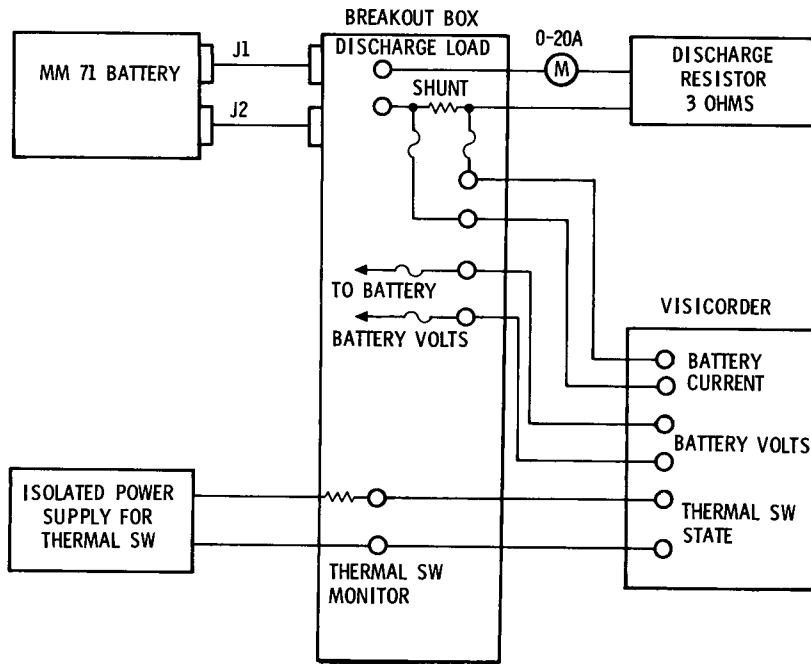 BREAKOUT BOX
J1
DISCHARGE LOAD
0-20A
M
DISCHARGE
RESISTOR
3 OHMS
MM 71 BATTERY
SHUNT
J2
TO BATTERY
BATTERY VOLTS
VISICORDER
BATTERY
CURRENT
BATTERY VOLTS
ISOLATED POWER
SUPPLY FOR
THERMAL SW
THERMAL SW
STATE
THERMAL SW
MONITOR